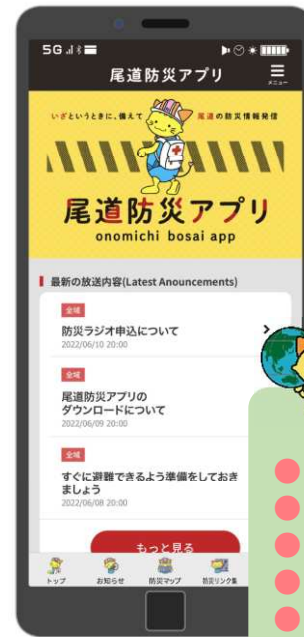 5G
尾道防災アプリ
メニュー
いざというときに、備えて
尾道の防災情報発信
尾道防災アプリ
onomichi bosai app
最新の放送内容(Latest Anouncements)
全域
防災ラジオ申込について
2022/06/10 20:00
全域
尾道防災アプリの
ダウンロードについて
2022/06/09 20:00
全域
すぐに避難できるよう準備をしておき
ましょう
2022/06/08 20:00
もっと見る
トップ
お知らせ
防災マップ
防災リンク集